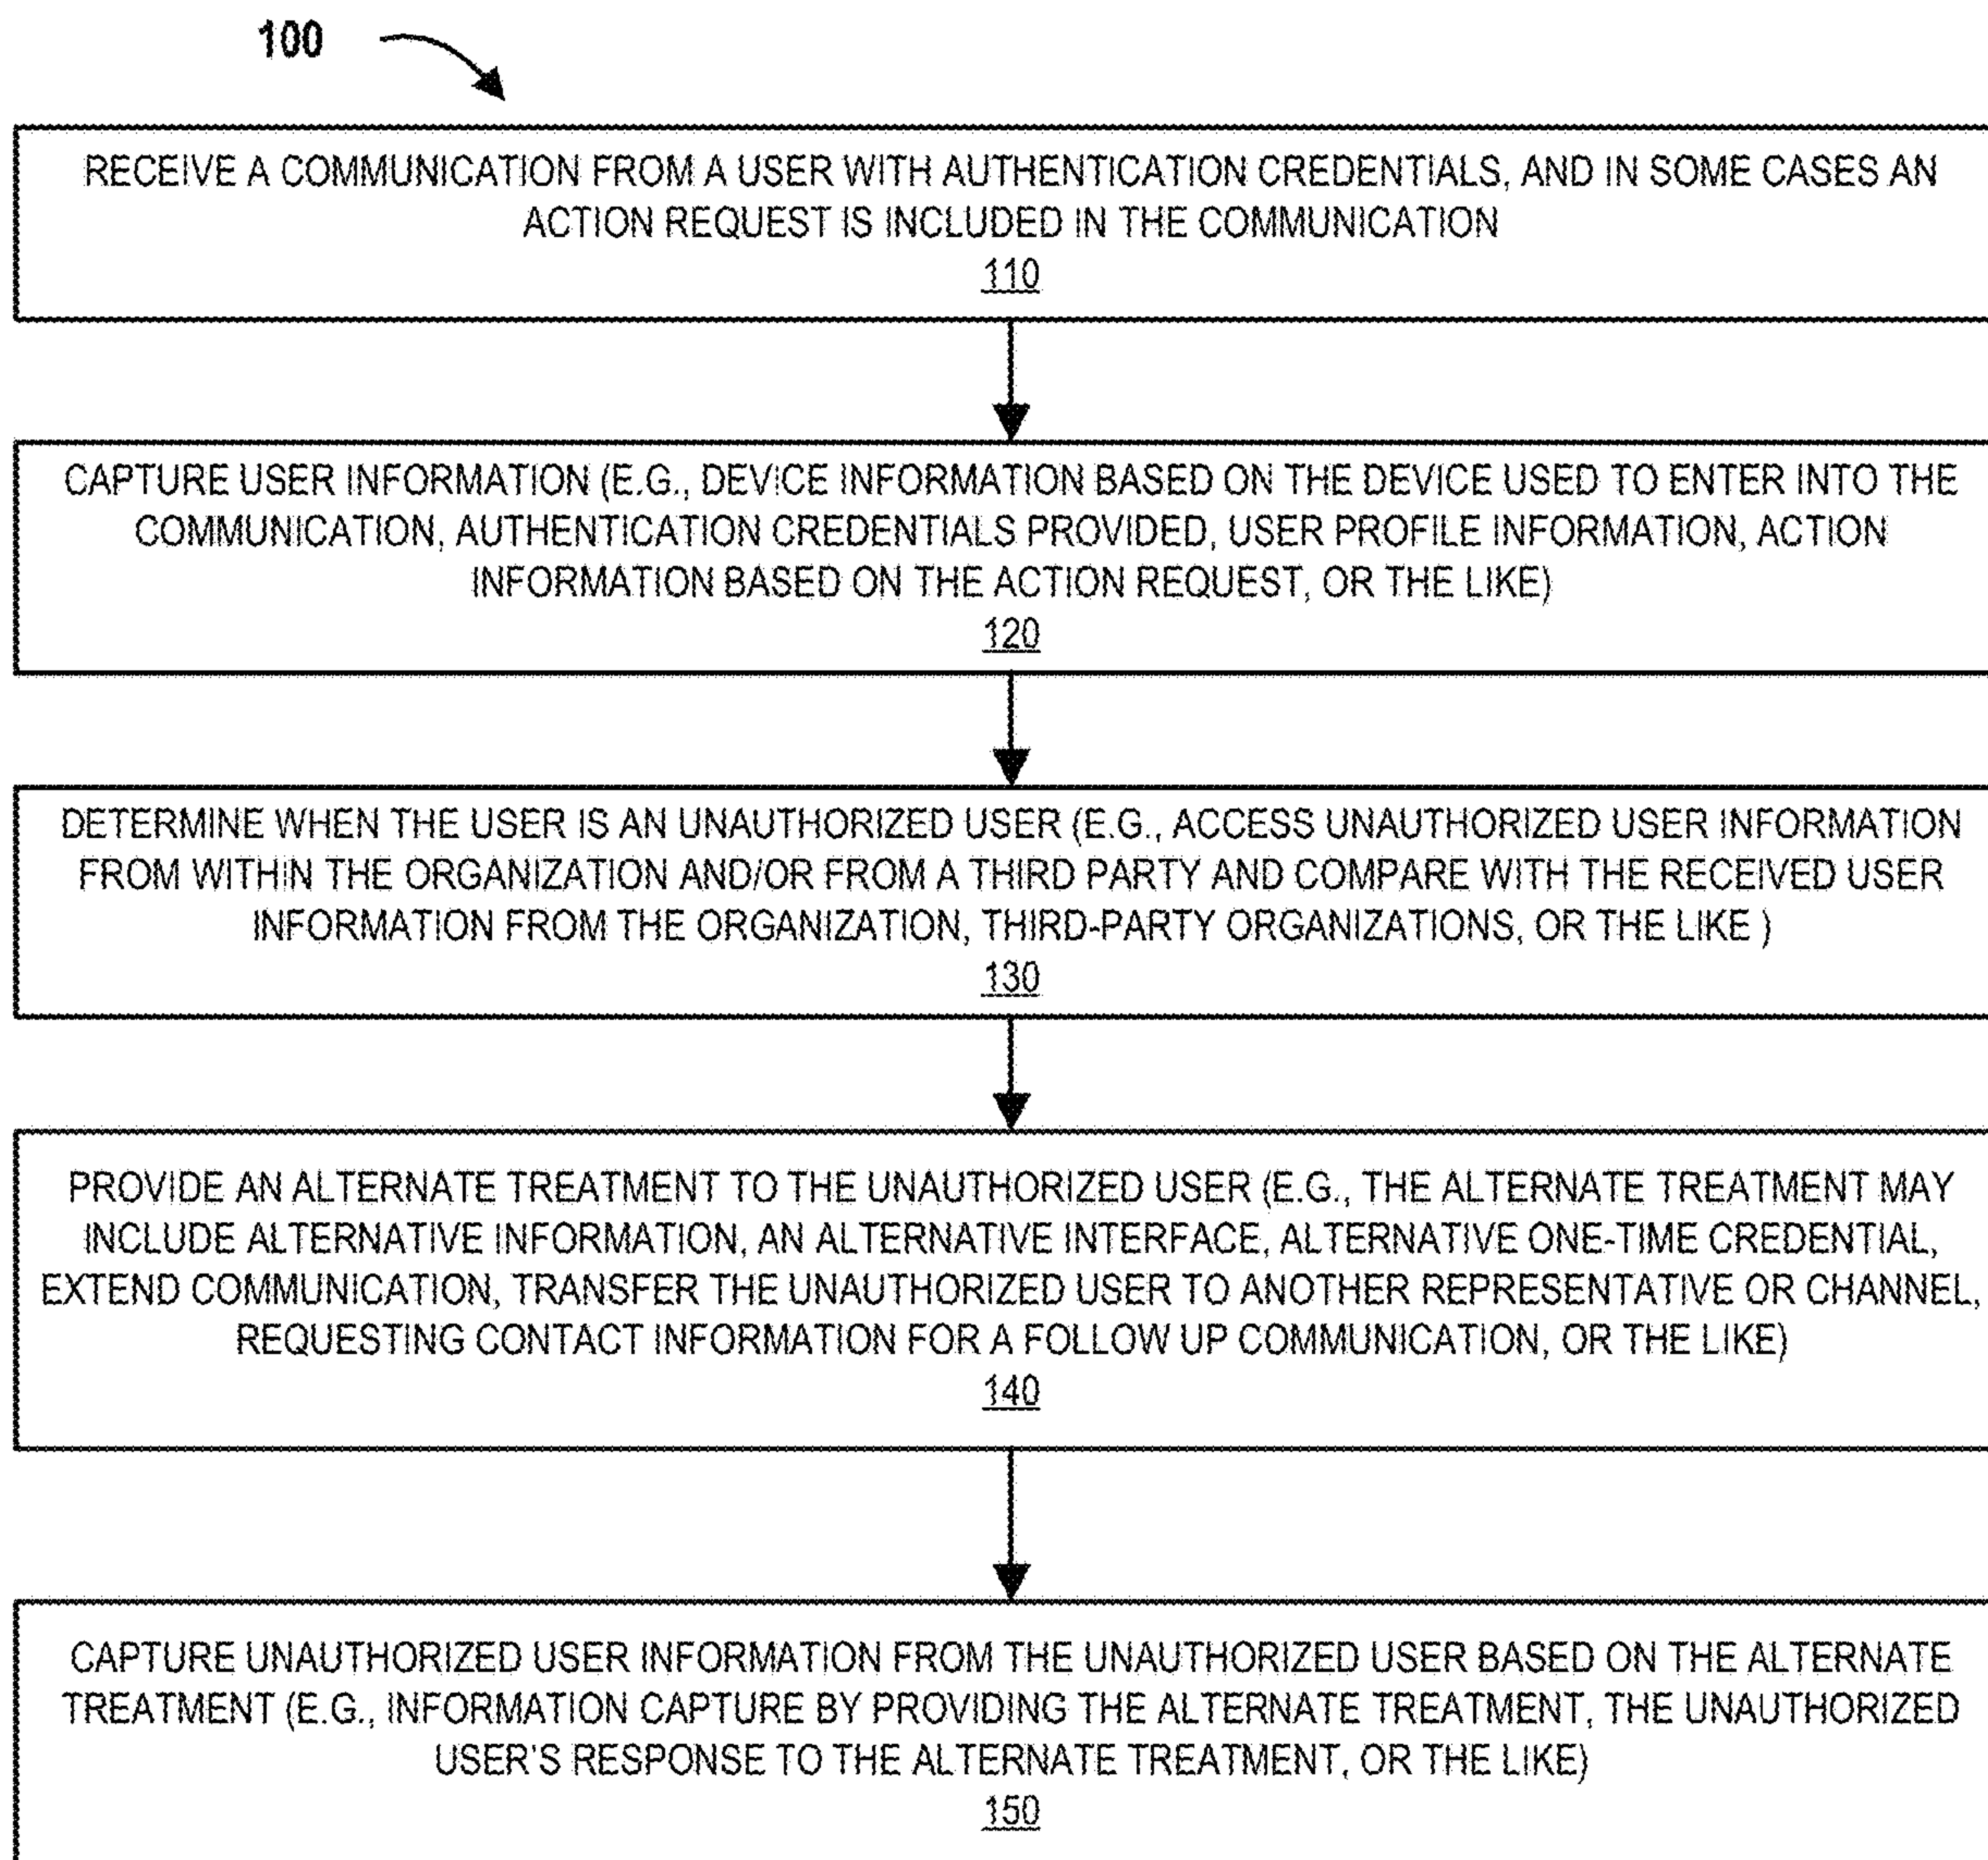 100
RECEIVE A COMMUNICATION FROM A USER WITH AUTHENTICATION CREDENTIALS, AND IN SOME CASES AN
ACTION REQUEST IS INCLUDED IN THE COMMUNICATION
110
CAPTURE USER INFORMATION (E.G., DEVICE INFORMATION BASED ON THE DEVICE USED TO ENTER INTO THE
COMMUNICATION, AUTHENTICATION CREDENTIALS PROVIDED, USER PROFILE INFORMATION, ACTION
INFORMATION BASED ON THE ACTION REQUEST, OR THE LIKE)
120
DETERMINE WHEN THE USER IS AN UNAUTHORIZED USER (E.G., ACCESS UNAUTHORIZED USER INFORMATION
FROM WITHIN THE ORGANIZATION AND/OR FROM A THIRD PARTY AND COMPARE WITH THE RECEIVED USER
INFORMATION FROM THE ORGANIZATION, THIRD-PARTY ORGANIZATIONS, OR THE LIKE )
130
PROVIDE AN ALTERNATE TREATMENT TO THE UNAUTHORIZED USER (E.G., THE ALTERNATE TREATMENT MAY
INCLUDE ALTERNATIVE INFORMATION, AN ALTERNATIVE INTERFACE, ALTERNATIVE ONE-TIME CREDENTIAL,
EXTEND COMMUNICATION, TRANSFER THE UNAUTHORIZED USER TO ANOTHER REPRESENTATIVE OR CHANNEL,
REQUESTING CONTACT INFORMATION FOR A FOLLOW UP COMMUNICATION, OR THE LIKE)
140
CAPTURE UNAUTHORIZED USER INFORMATION FROM THE UNAUTHORIZED USER BASED ON THE ALTERNATE
TREATMENT (E.G., INFORMATION CAPTURE BY PROVIDING THE ALTERNATE TREATMENT, THE UNAUTHORIZED
USER'S RESPONSE TO THE ALTERNATE TREATMENT, OR THE LIKE)
150